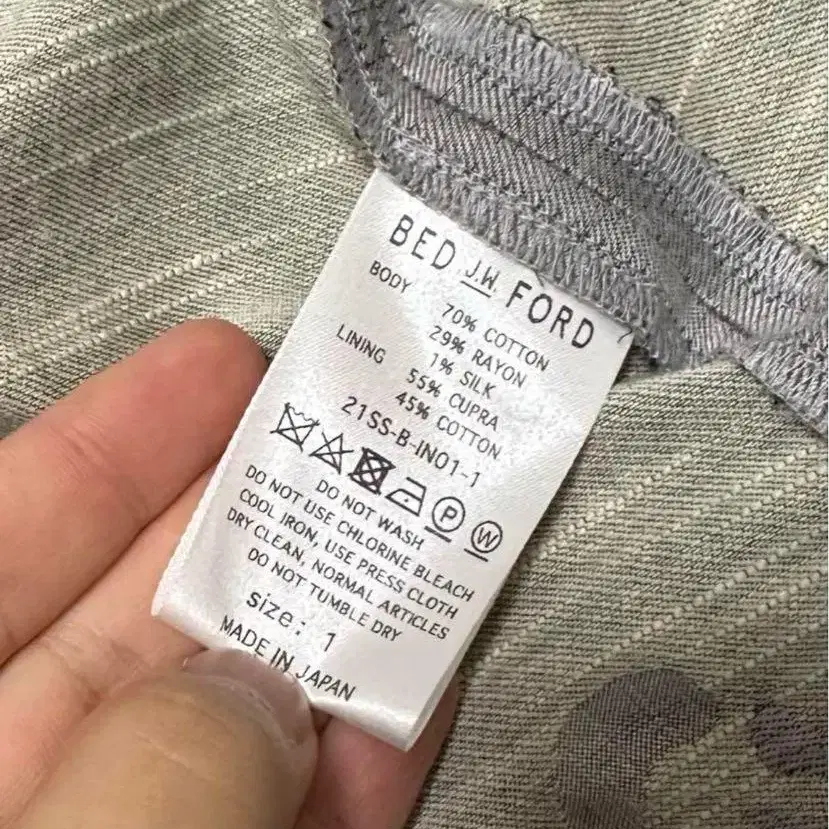 BED J.W. FORD
BODY 70% COTTON
29% RAYON
1% SILK
LINING 55% CUPRA
45% COTTON
21SS-B-IN01-1
P W
DO NOT WASH
DO NOT USE CHLORINE BLEACH
COOL IRON, USE PRESS CLOTH
DRY CLEAN, NORMAL ARTICLES
DO NOT TUMBLE DRY
size: 1
MADE IN JAPAN